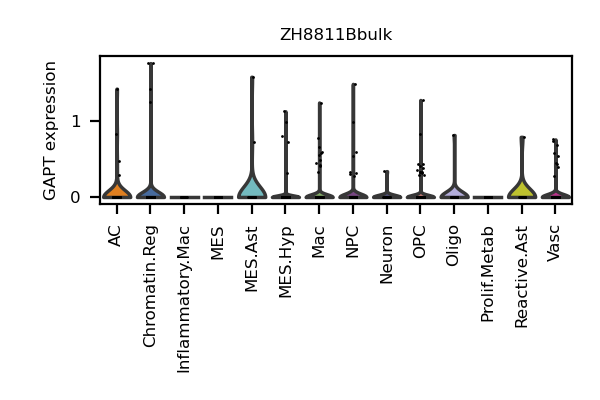 ZH8811Bbulk
GAPT expression
1
0
AC
Chromatin.Reg
Inflammatory.Mac
MES
MES.Ast
MES.Hyp
Mac
NPC
Neuron
OPC
Oligo
Prolif.Metab
Reactive.Ast
Vasc